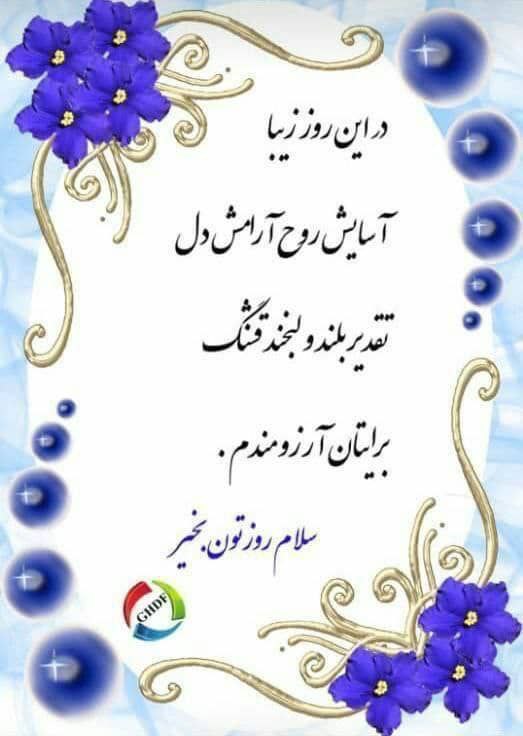 در این روز زیبا
آسایش روح آرامش دل
تقدیر بلند و لبخند قشنگ
برایتان آرزومندم .
سلام روزتون بخیر
GHDF